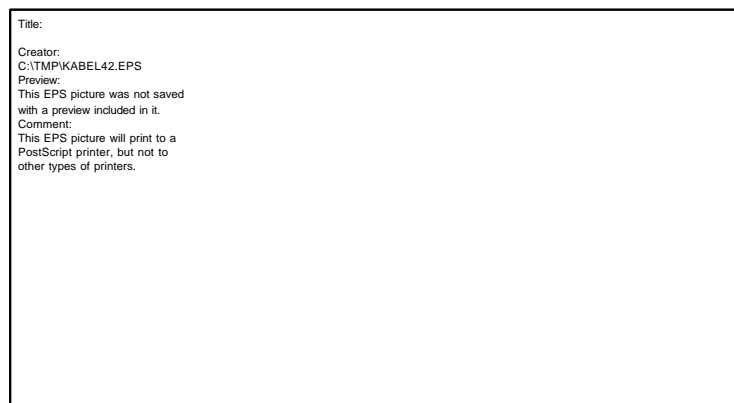 Title:
Creator:
C:\TMP\KABEL42.EPS
Preview:
This EPS picture was not saved
with a preview included in it.
Comment:
This EPS picture will print to a
PostScript printer, but not to
other types of printers.